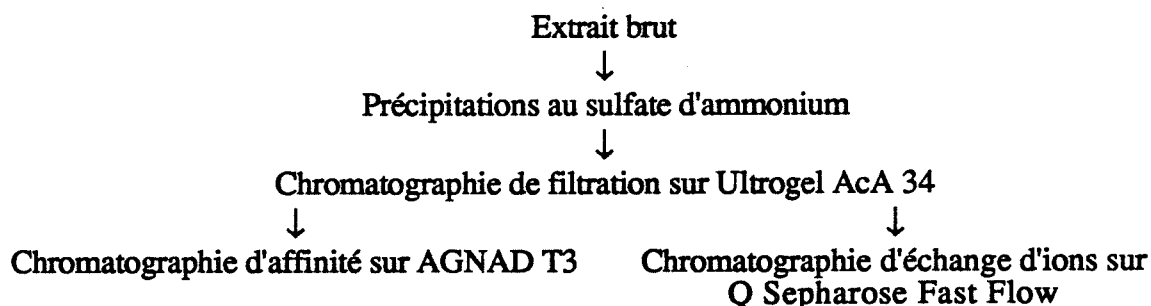 Extrait brut
↓
Précipitations au sulfate d'ammonium
↓
Chromatographie de filtration sur Ultrogel AcA 34
↓ ↓
Chromatographie d'affinité sur AGNAD T3 Chromatographie d'échange d'ions sur
Q Sepharose Fast Flow